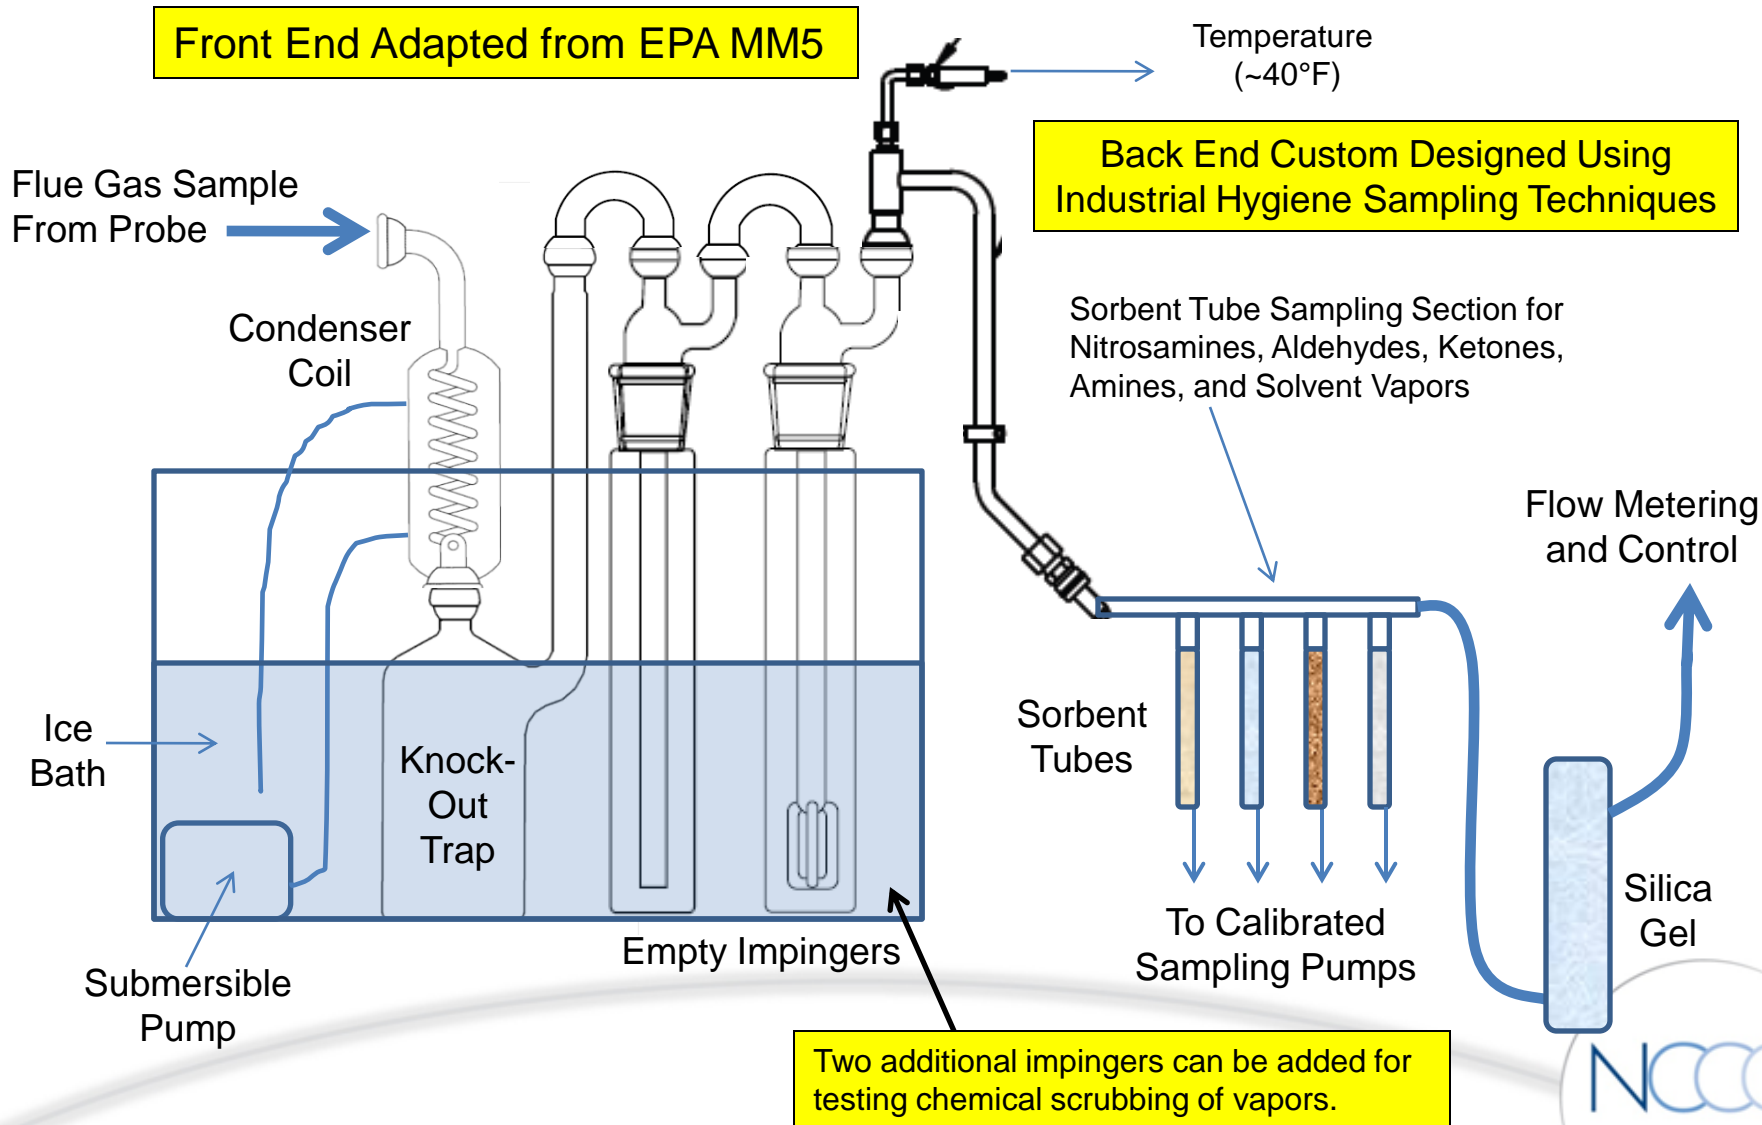 Front End Adapted from EPA MM5
Temperature
(~40°F)
Back End Custom Designed Using
Industrial Hygiene Sampling Techniques
Flue Gas Sample
From Probe
Condenser
Coil
Sorbent Tube Sampling Section for
Nitrosamines, Aldehydes, Ketones,
Amines, and Solvent Vapors
Flow Metering
and Control
Ice
Bath
Knock-
Out
Trap
Sorbent
Tubes
Silica
Gel
To Calibrated
Sampling Pumps
Empty Impingers
Submersible
Pump
Two additional impingers can be added for
testing chemical scrubbing of vapors.